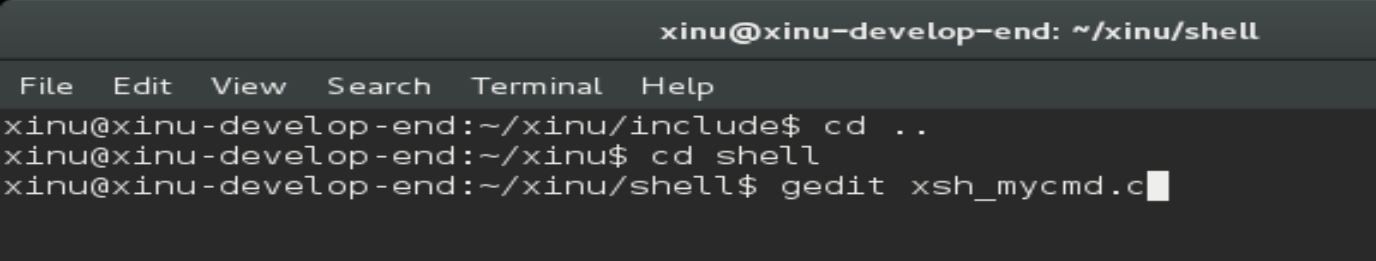 xinu@xinu-develop-end: ~/xinu/shell
File Edit View Search Terminal Help
xinu@xinu-develop-end:~/xinu/include$ cd ..
xinu@xinu-develop-end:~/xinu$ cd shell
xinu@xinu-develop-end:~/xinu/shell$ gedit xsh_mycmd.c